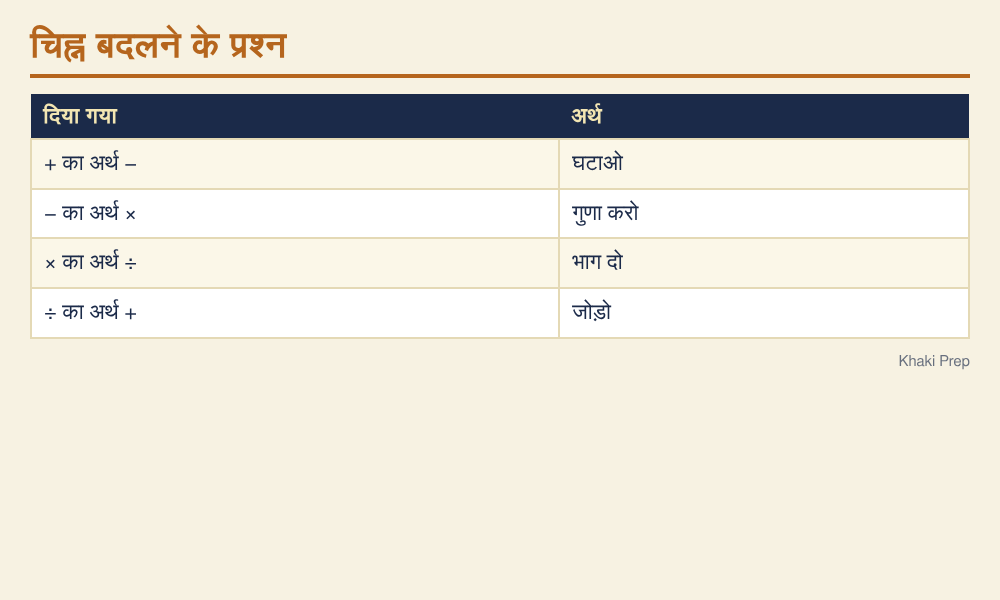 चिह्न बदलने के प्रश्न
दिया गया अर्थ
+ का अर्थ − घटाओ
− का अर्थ × गुणा करो
× का अर्थ ÷ भाग दो
÷ का अर्थ + जोड़ो
Khaki Prep